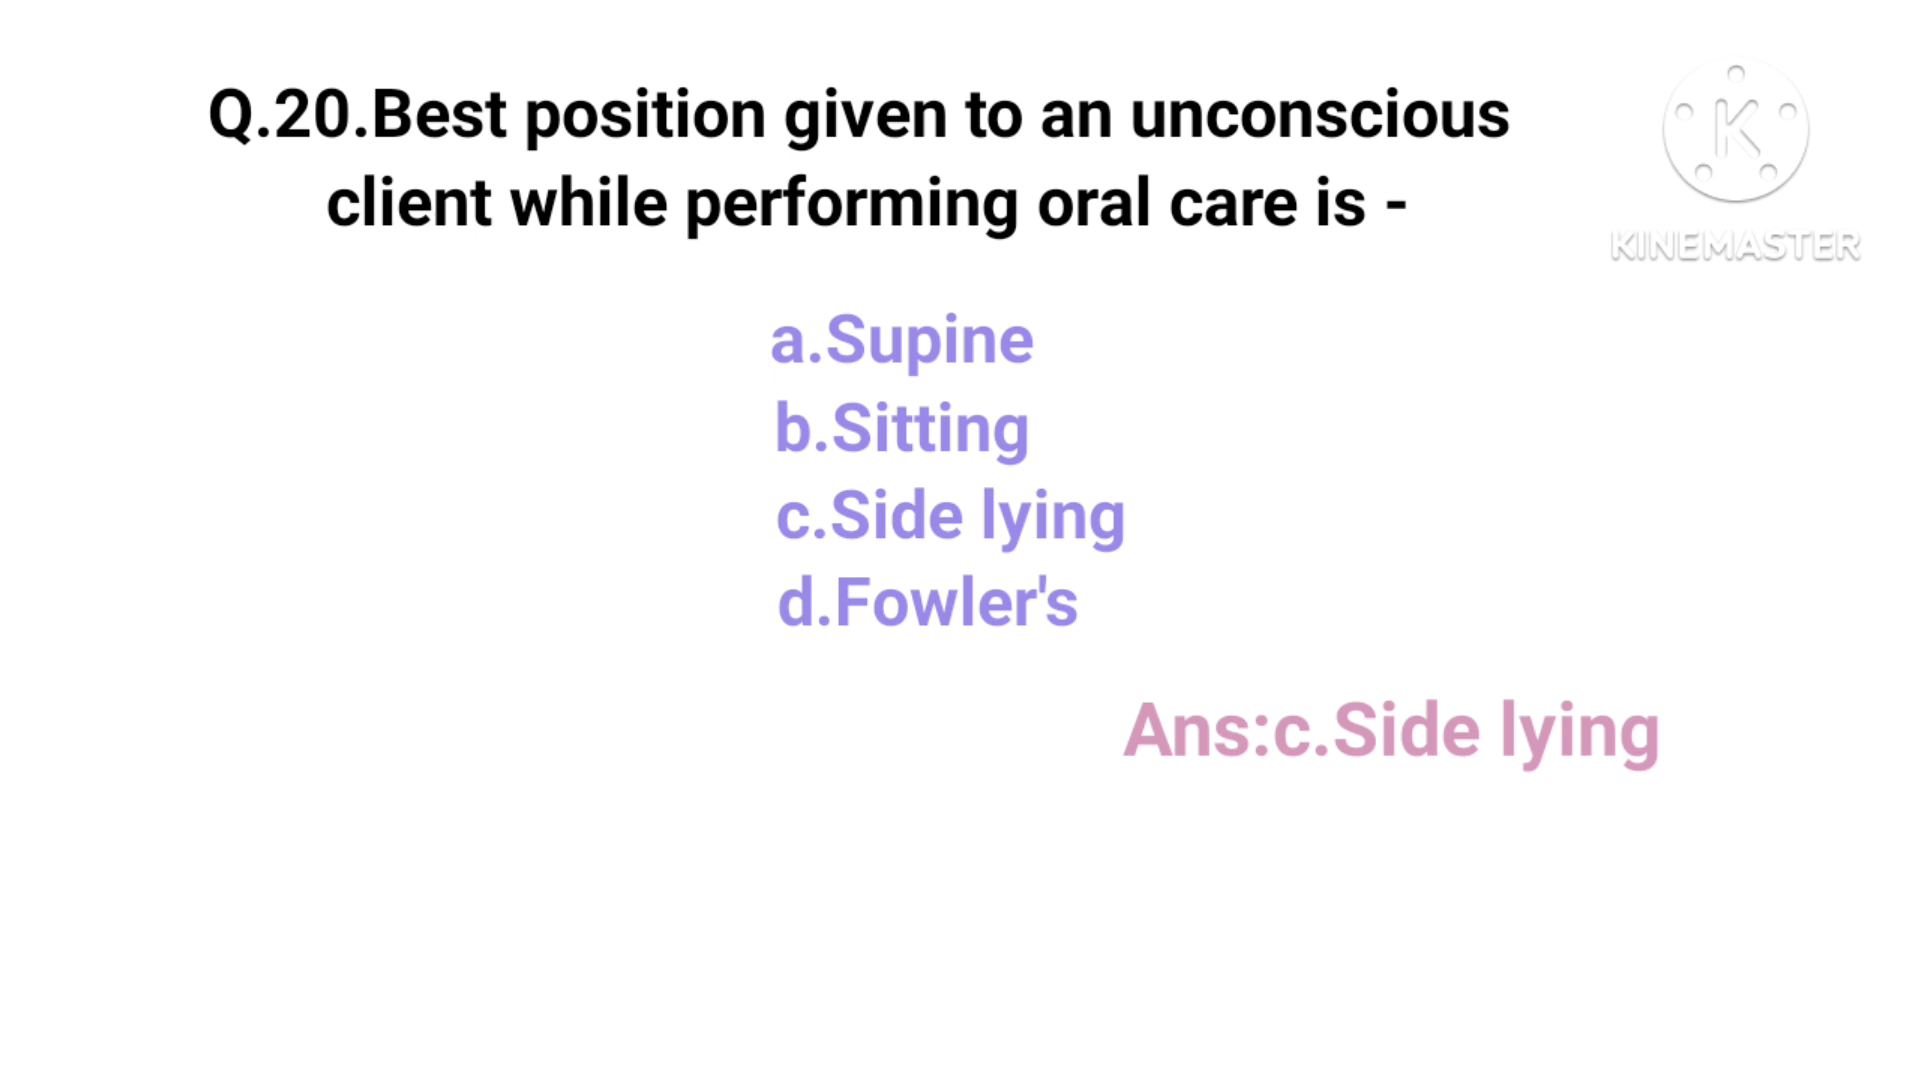 Q.20.Best position given to an unconscious
client while performing oral care is -
K
KINEMASTER
a.Supine
b.Sitting
c.Side lying
d.Fowler's
Ans:c.Side lying